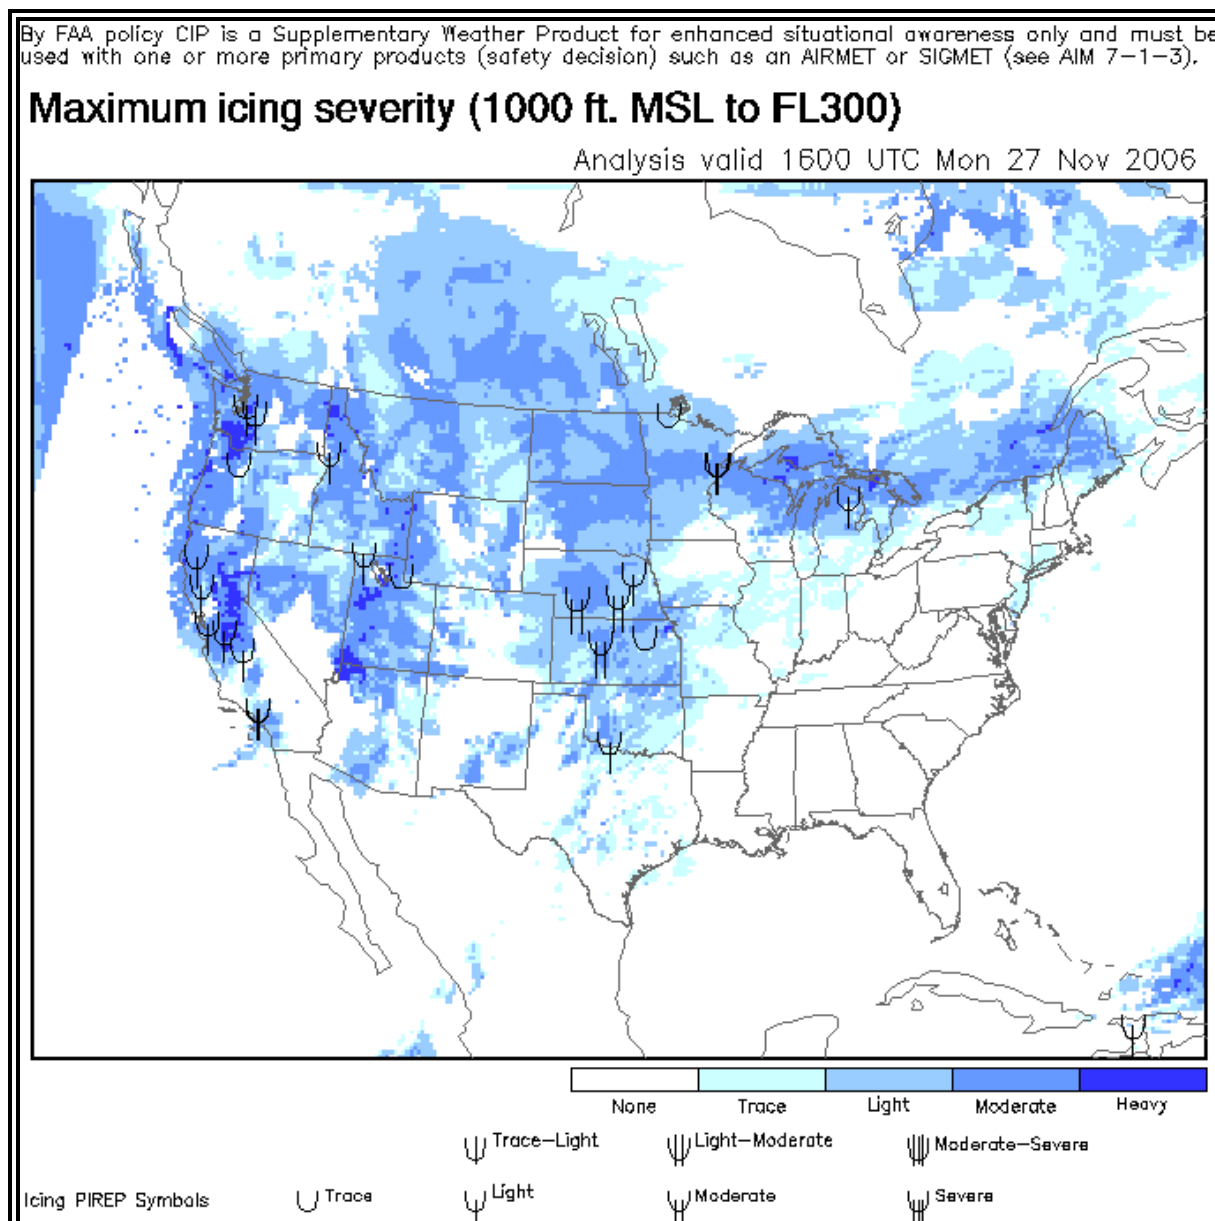 By FAA policy CIP is a Supplementary Weather Product for enhanced situational awareness only and must be
used with one or more primary products (safety decision) such as an AIRMET or SIGMET (see AIM 7-1-3).
Maximum icing severity (1000 ft. MSL to FL300)
Analysis valid 1600 UTC Mon 27 Nov 2006
None Trace Light Moderate Heavy
Trace-Light Light-Moderate Moderate-Severe
Icing PIREP Symbols Trace Light Moderate Severe